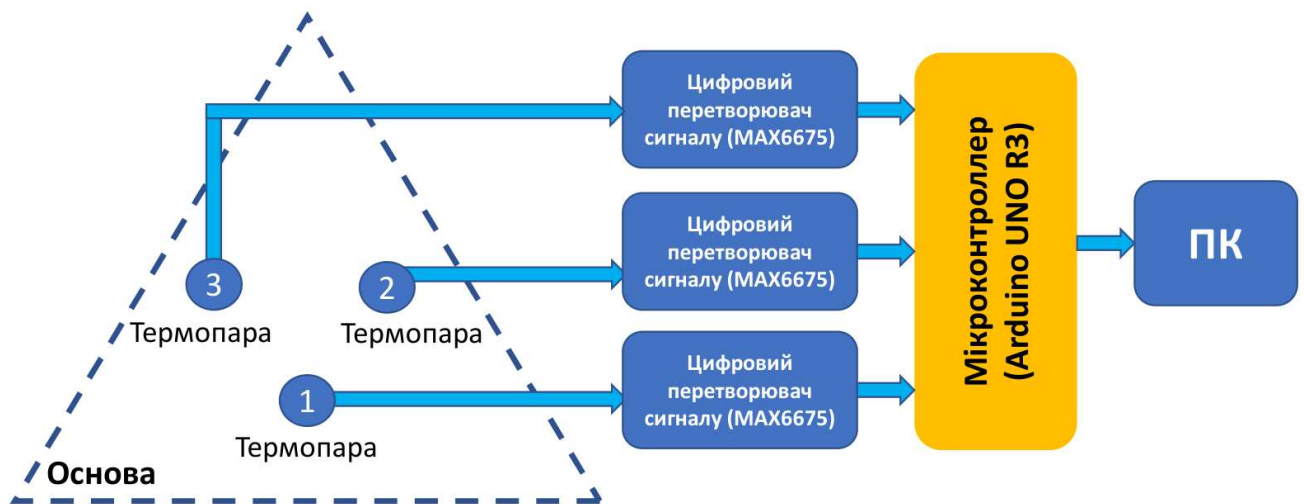 Цифровий
перетворювач
сигналу (MAX6675)
Цифровий
перетворювач
сигналу (MAX6675)
Цифровий
перетворювач
сигналу (MAX6675)
Мікроконтроллер
(Arduino UNO R3)
ПК
3
Термопара
2
Термопара
1
Термопара
Основа